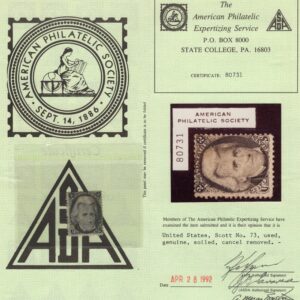 AMERICAN PHILATELIC SOCIETY
SEPT. 14, 1886
The
American Philatelic
Expertizing Service
P.O. BOX 8000
STATE COLLEGE, PA. 16803
CERTIFICATE: 80731
AMERICAN
PHILATELIC SOCIETY
80731
Members of The American Philatelic Expertizing Service have
examined the item submitted and it is their opinion that it is
United States, Scott No. 73, used,
genuine, soiled, cancel removed.-
Date APR 28 1992